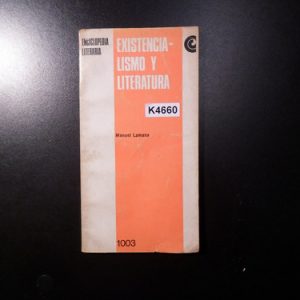 ENCICLOPEDIA
LITERARIA
EXISTENCIA-
LISMO Y
LITERATURA
K4660
Manuel Lamana
1003